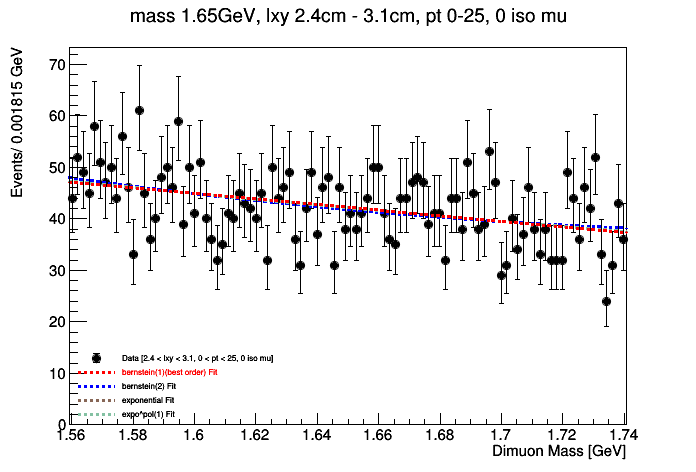 mass 1.65GeV, lxy 2.4cm - 3.1cm, pt 0-25, 0 iso mu
Events/ 0.001815 GeV
70
60
50
40
30
20
10
0
Data [2.4 < lxy < 3.1, 0 < pt < 25, 0 iso mu]
bernstein(1)(best order) Fit
bernstein(2) Fit
exponential Fit
expo*pol(1) Fit
1.56 1.58 1.6 1.62 1.64 1.66 1.68 1.7 1.72 1.74
Dimuon Mass [GeV]